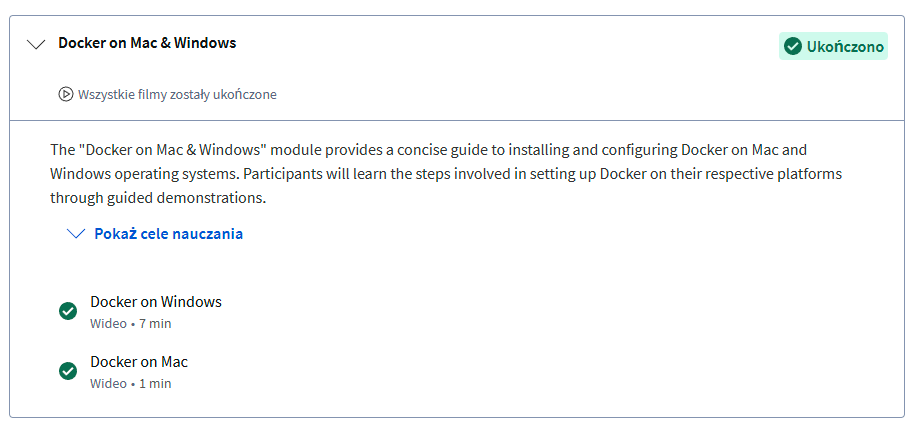 Docker on Mac & Windows
Ukończono
Wszystkie filmy zostały ukończone
The "Docker on Mac & Windows" module provides a concise guide to installing and configuring Docker on Mac and
Windows operating systems. Participants will learn the steps involved in setting up Docker on their respective platforms
through guided demonstrations.
Pokaż cele nauczania
Docker on Windows
Wideo • 7 min
Docker on Mac
Wideo • 1 min